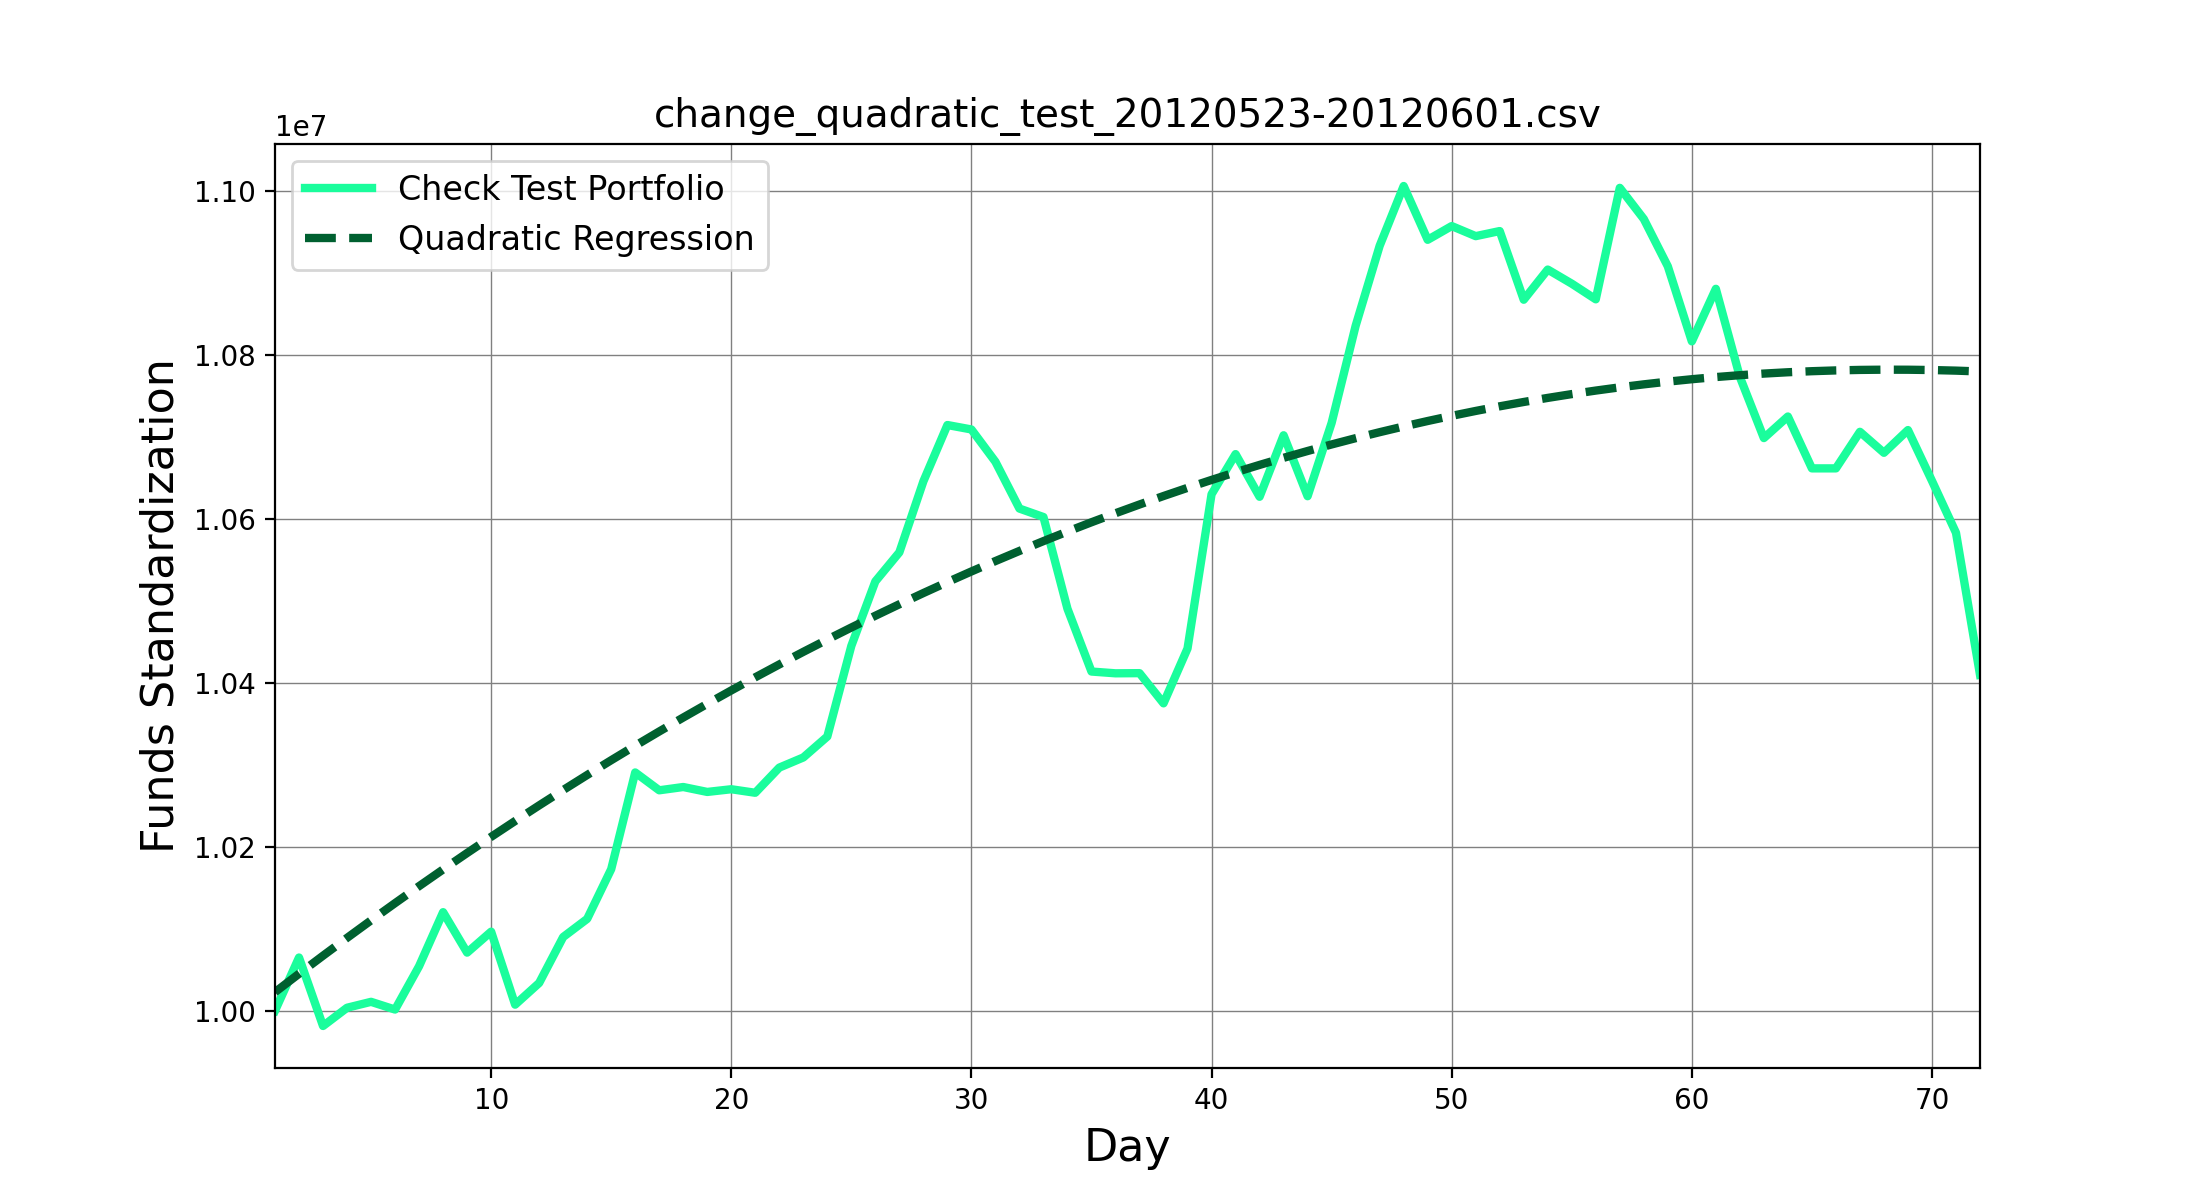 change_quadratic_test_20120523-20120601.csv
1e7
Check Test Portfolio
Quadratic Regression
1.10
1.08
1.06
1.04
1.02
1.00
Funds Standardization
10 20 30 40 50 60 70
Day